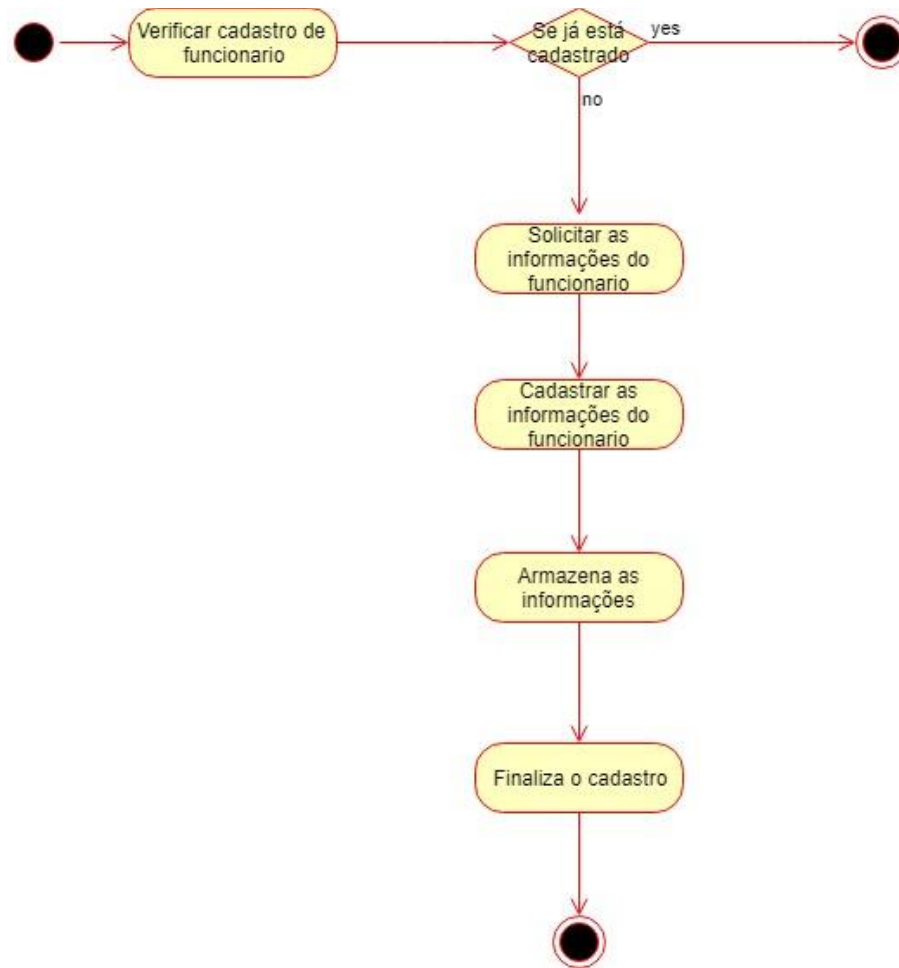 Verificar cadastro de
funcionario
Se já está
cadastrado
yes
no
Solicitar as
informações do
funcionario
Cadastrar as
informações do
funcionario
Armazena as
informações
Finaliza o cadastro